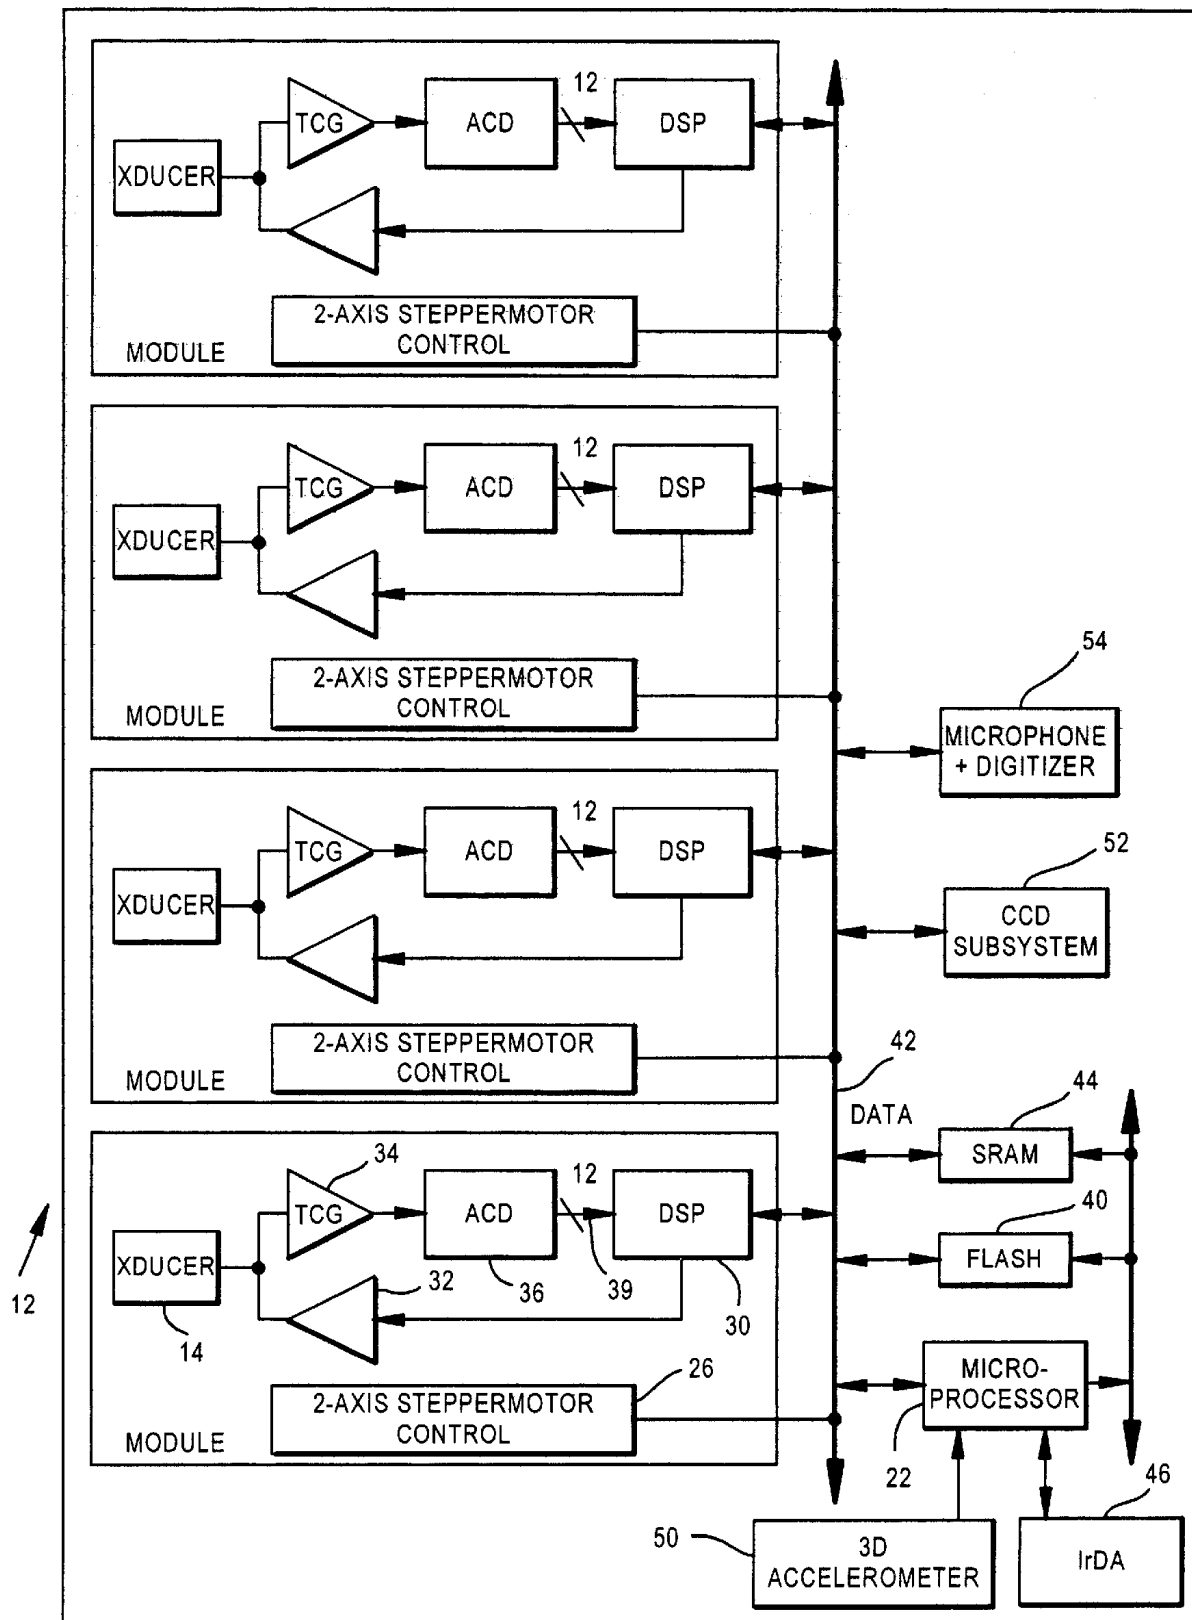 12
TCG
ACD
DSP
XDUCER
2-AXIS STEPPERMOTOR
CONTROL
MODULE
12
TCG
ACD
DSP
XDUCER
2-AXIS STEPPERMOTOR
CONTROL
MODULE
54
MICROPHONE
+ DIGITIZER
12
TCG
ACD
DSP
XDUCER
52
CCD
SUBSYSTEM
2-AXIS STEPPERMOTOR
CONTROL
MODULE
42
DATA
44
SRAM
34
12
TCG
ACD
DSP
40
FLASH
XDUCER
32
36
39
30
12
14
26
2-AXIS STEPPERMOTOR
CONTROL
MODULE
MICRO-
PROCESSOR
22
46
50
3D
ACCELEROMETER
IrDA